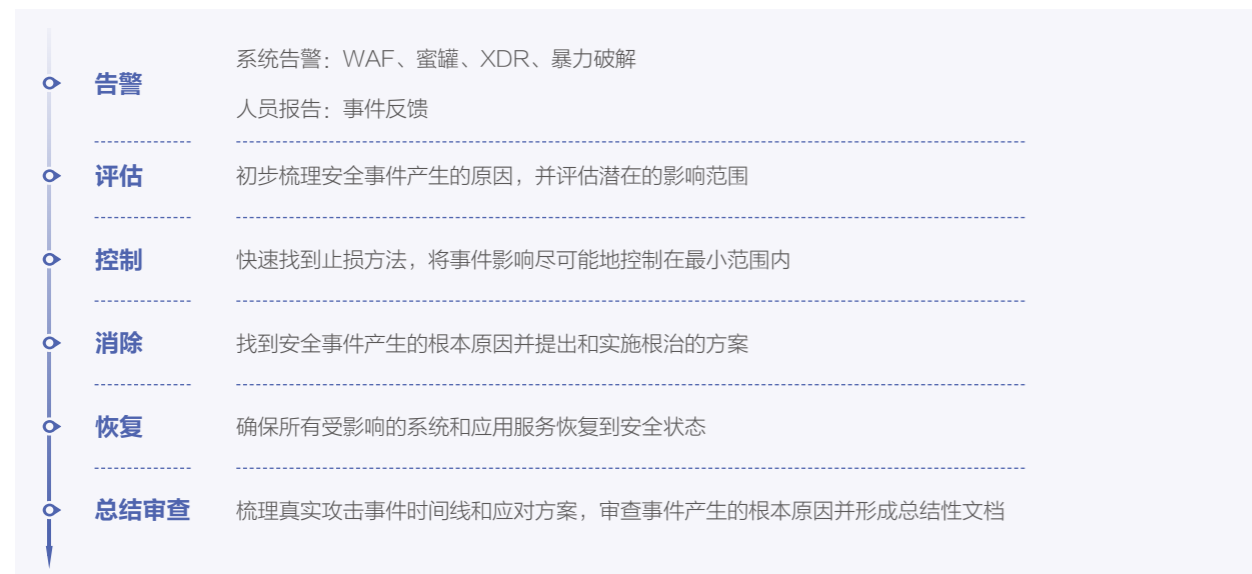 告警
系统告警：WAF、蜜罐、XDR、暴力破解
人员报告：事件反馈
评估
初步梳理安全事件产生的原因，并评估潜在的影响范围
控制
快速找到止损方法，将事件影响尽可能地控制在最小范围内
消除
找到安全事件产生的根本原因并提出和实施根治的方案
恢复
确保所有受影响的系统和应用服务恢复到安全状态
总结审查
梳理真实攻击事件时间线和应对方案，审查事件产生的根本原因并形成总结性文档